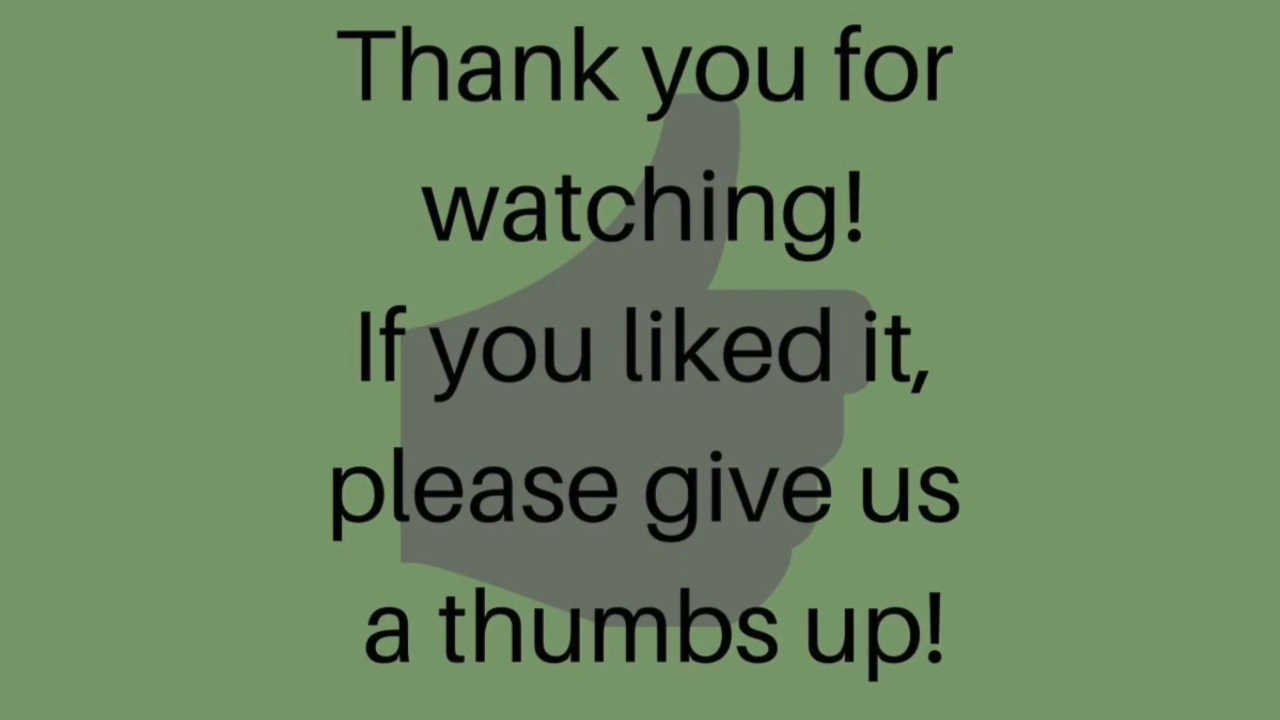 Thank you for
watching!
If you liked it,
please give us
a thumbs up!